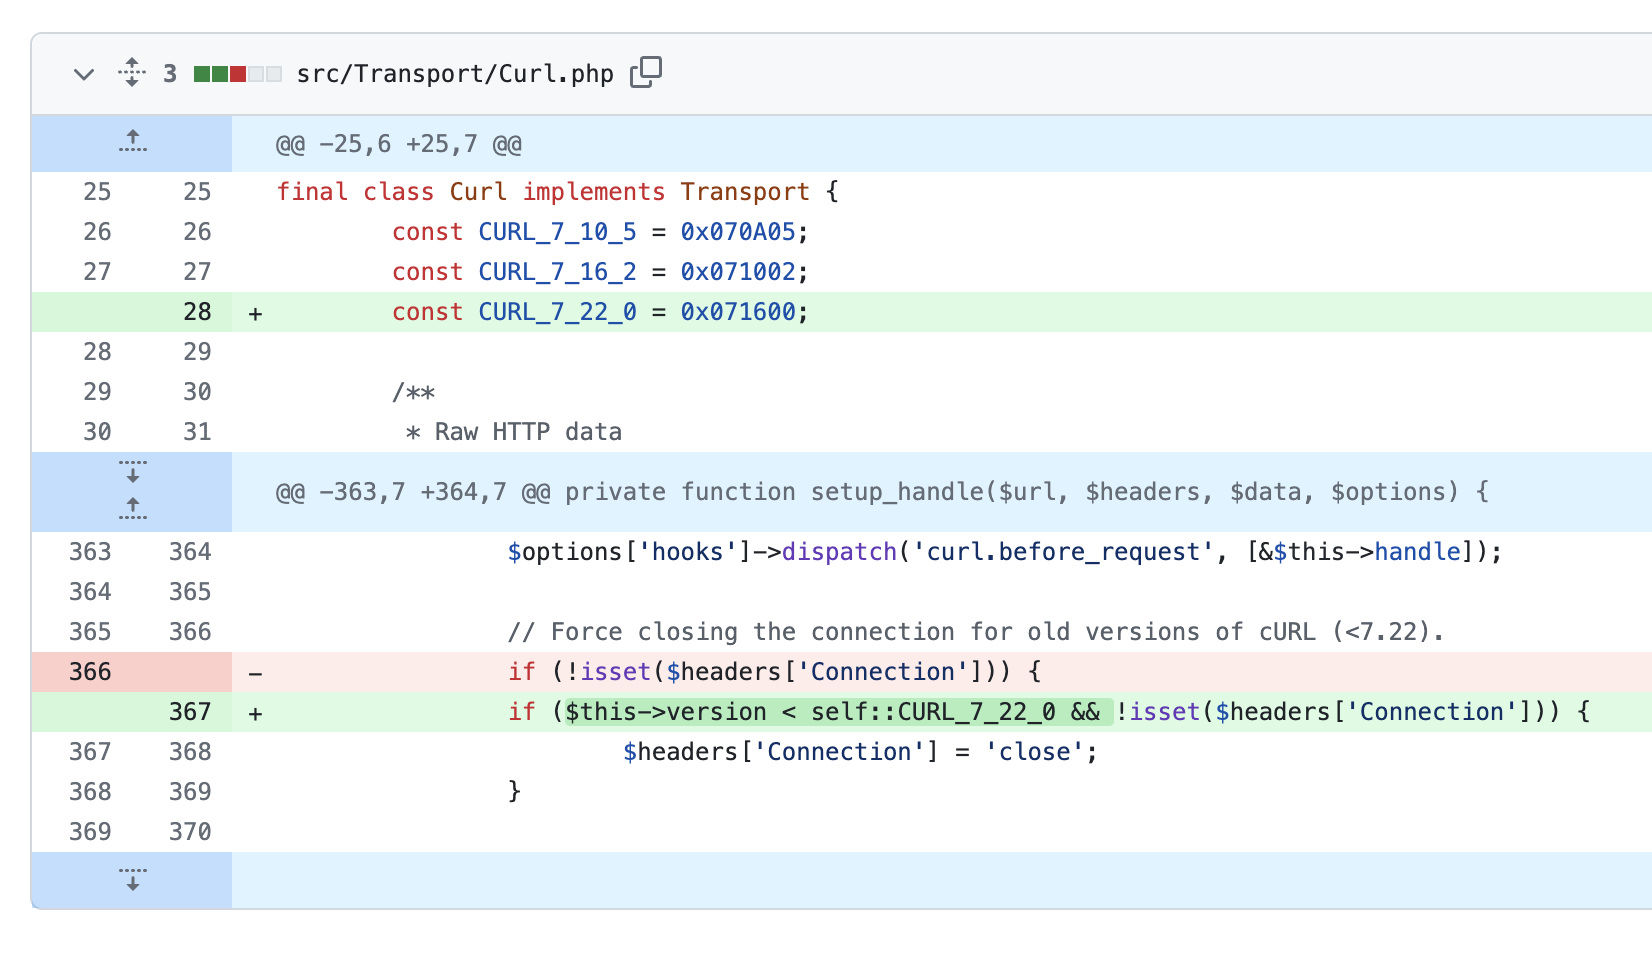 3 src/Transport/Curl.php
@@ -25,6 +25,7 @@
25 25 final class Curl implements Transport {
26 26 const CURL_7_10_5 = 0x070A05;
27 27 const CURL_7_16_2 = 0x071002;
28 + const CURL_7_22_0 = 0x071600;
28 29
29 30 /**
30 31 * Raw HTTP data
@@ -363,7 +364,7 @@ private function setup_handle($url, $headers, $data, $options) {
363 364 $options['hooks']->dispatch('curl.before_request', [&$this->handle]);
364 365
365 366 // Force closing the connection for old versions of cURL (<7.22).
366 - if (!isset($headers['Connection'])) {
367 + if ($this->version < self::CURL_7_22_0 && !isset($headers['Connection'])) {
367 368 $headers['Connection'] = 'close';
368 369 }
369 370